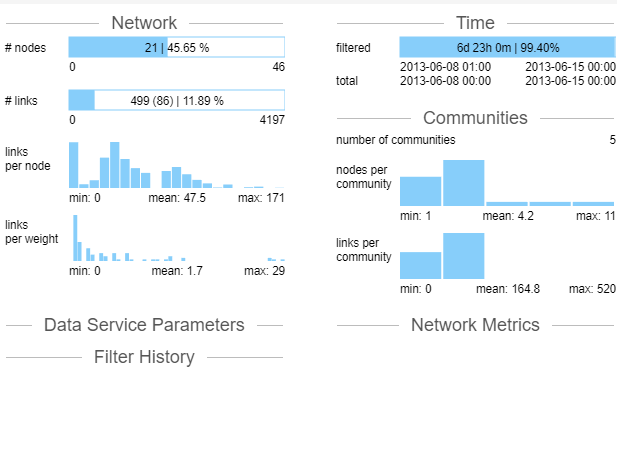 Network
# nodes
21 | 45.65 %
0 46
# links
499 (86) | 11.89 %
0 4197
links
per node
min: 0 mean: 47.5 max: 171
links
per weight
min: 0 mean: 1.7 max: 29
Data Service Parameters
Filter History
Time
filtered
6d 23h 0m | 99.40%
2013-06-08 01:00 2013-06-15 00:00
total 2013-06-08 00:00 2013-06-15 00:00
Communities
number of communities 5
nodes per
community
min: 1 mean: 4.2 max: 11
links per
community
min: 0 mean: 164.8 max: 520
Network Metrics